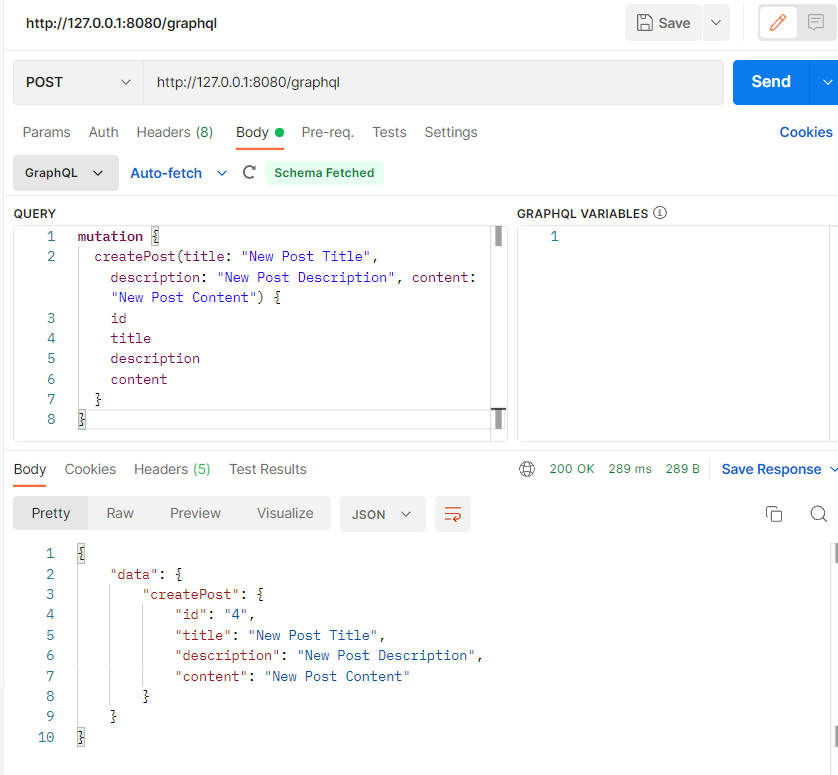 http://127.0.0.1:8080/graphql
Save
POST
http://127.0.0.1:8080/graphql
Send
Params Auth Headers (8) Body Pre-req. Tests Settings Cookies
GraphQL Auto-fetch Schema Fetched
QUERY
GRAPHQL VARIABLES
1 mutation {
2 createPost(title: "New Post Title",
description: "New Post Description", content:
"New Post Content") {
3 id
4 title
5 description
6 content
7 }
8 }
1
Body Cookies Headers (5) Test Results 200 OK 289 ms 289 B Save Response
Pretty Raw Preview Visualize JSON
1 {
2 "data": {
3 "createPost": {
4 "id": "4",
5 "title": "New Post Title",
6 "description": "New Post Description",
7 "content": "New Post Content"
8 }
9 }
10 }